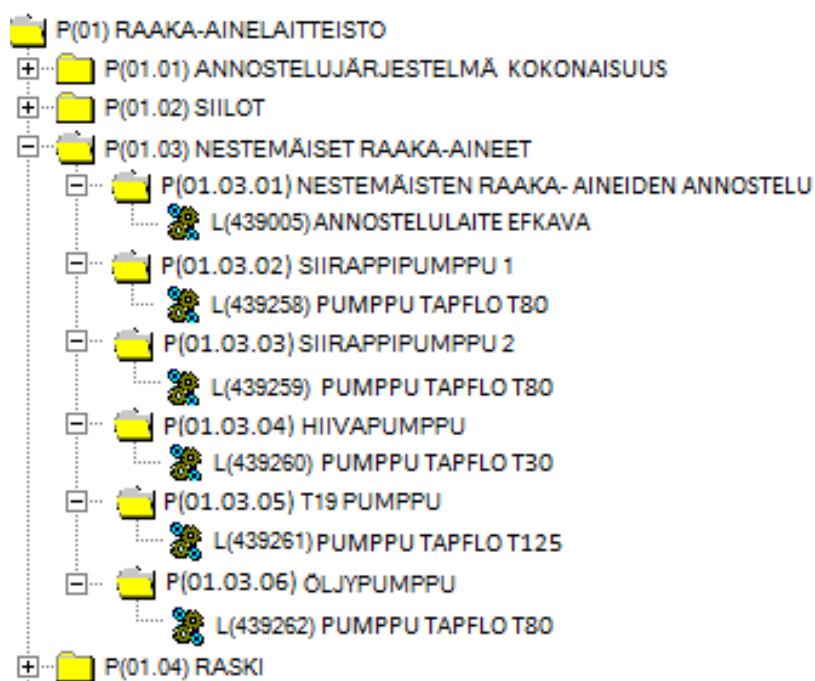 P(01) RAAKA-AINELAITTEISTO
P(01.01) ANNOSTELUJÄRJESTELMÄ KOKONAISUUS
P(01.02) SIILOT
P(01.03) NESTEMÄISET RAAKA-AINEET
P(01.03.01) NESTEMÄISTEN RAAKA- AINEIDEN ANNOSTELU
L(439005) ANNOSTELULAITE EFKAVA
P(01.03.02) SIIRAPPIPUMPPU 1
L(439258) PUMPPU TAPFLO T80
P(01.03.03) SIIRAPPIPUMPPU 2
L(439259) PUMPPU TAPFLO T80
P(01.03.04) HIIVAPUMPPU
L(439260) PUMPPU TAPFLO T30
P(01.03.05) T19 PUMPPU
L(439261) PUMPPU TAPFLO T125
P(01.03.06) ÖLJYPUMPPU
L(439262) PUMPPU TAPFLO T80
P(01.04) RASKI